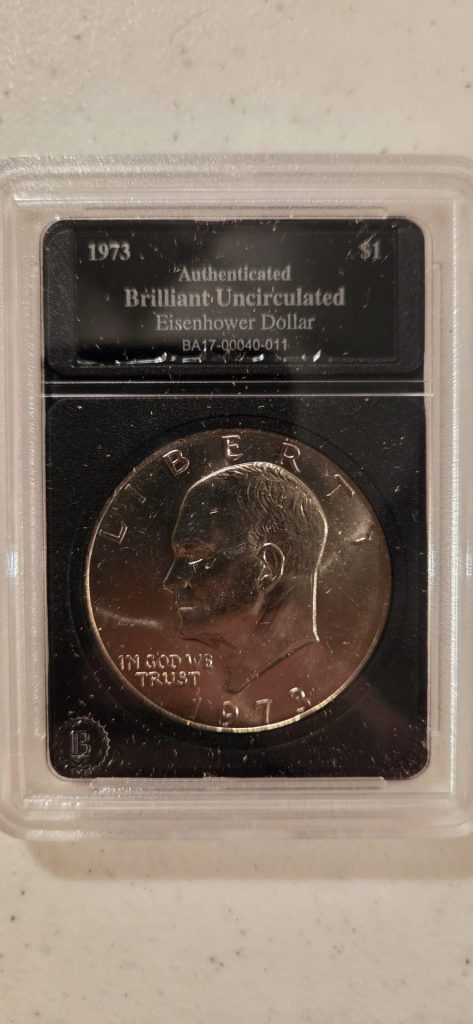 1973 $1
Authenticated
Brilliant Uncirculated
Eisenhower Dollar
BA17-00040-011
LIBERTY
IN GOD WE
TRUST
1973
B